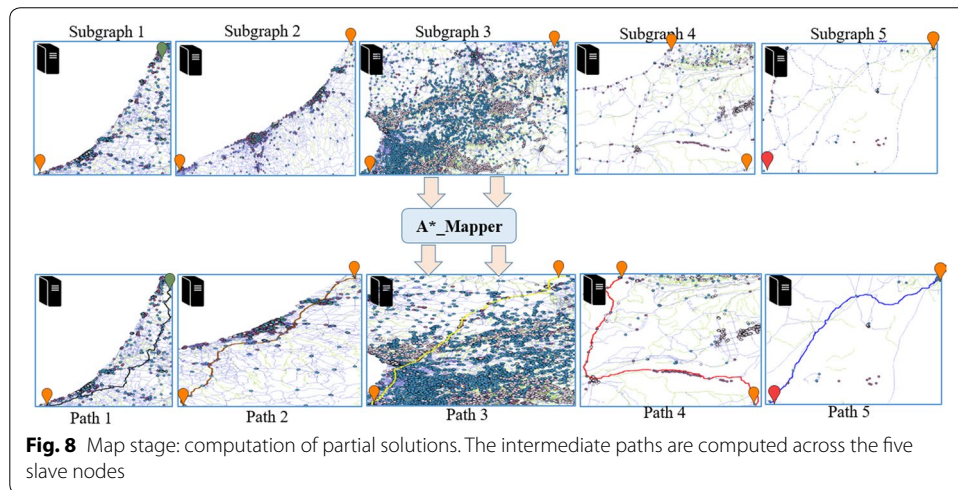 Subgraph 1 Subgraph 2 Subgraph 3 Subgraph 4 Subgraph 5
A*_Mapper
Path 1 Path 2 Path 3 Path 4 Path 5
Fig. 8 Map stage: computation of partial solutions. The intermediate paths are computed across the five
slave nodes